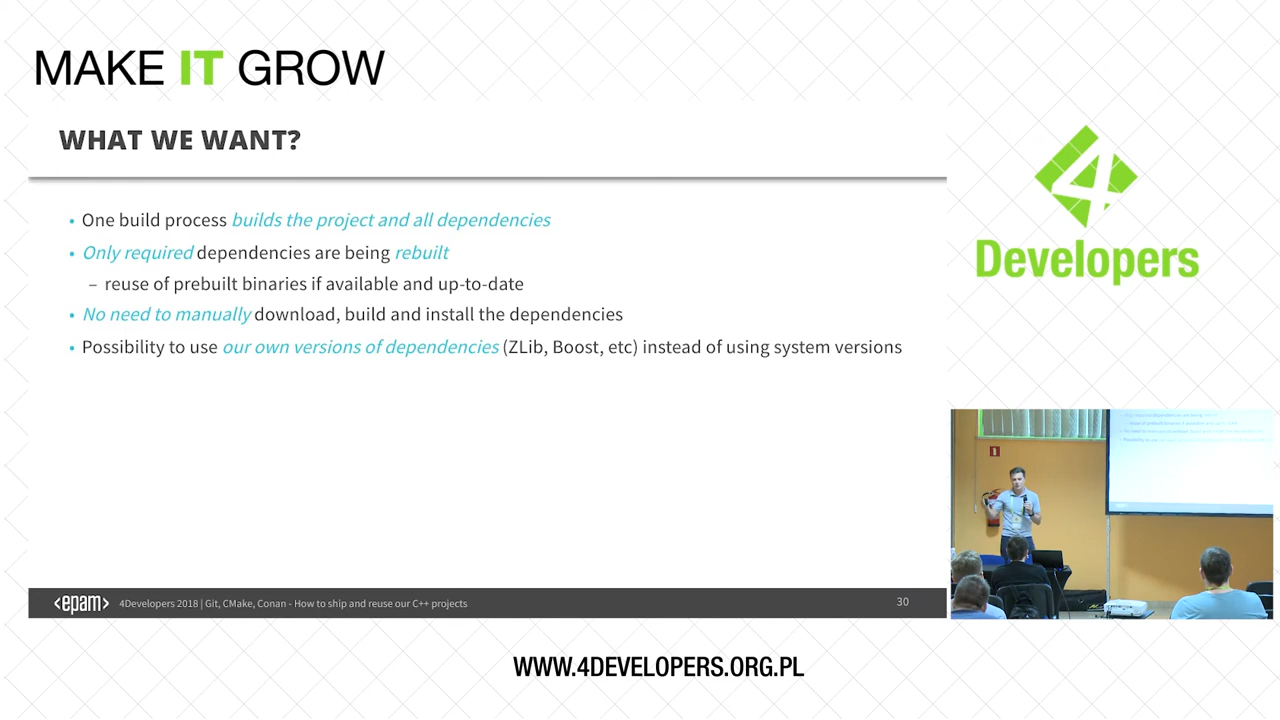 MAKE IT GROW
WHAT WE WANT?
• One build process builds the project and all dependencies
• Only required dependencies are being rebuilt
– reuse of prebuilt binaries if available and up-to-date
• No need to manually download, build and install the dependencies
• Possibility to use our own versions of dependencies (ZLib, Boost, etc) instead of using system versions
<epam> 4Developers 2018 | Git, CMake, Conan - How to ship and reuse our C++ projects 30
4
Developers
WWW.4DEVELOPERS.ORG.PL